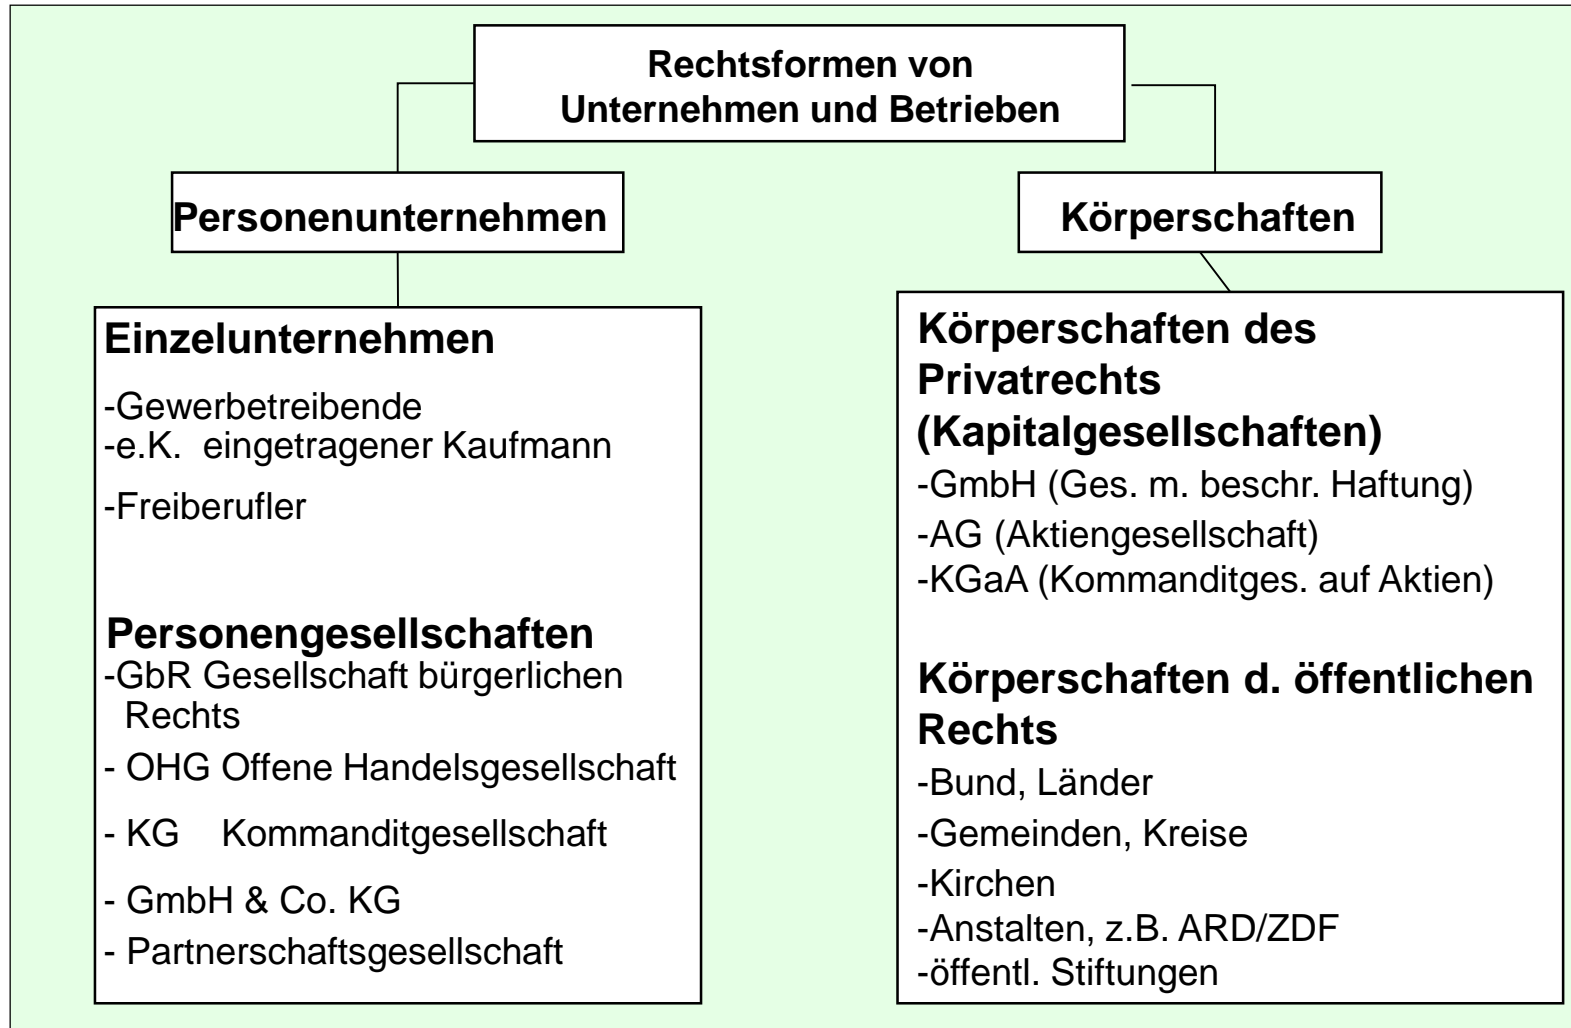 Rechtsformen von
Unternehmen und Betrieben
Personenunternehmen
Körperschaften
Einzelunternehmen
-Gewerbetreibende
-e.K. eingetragener Kaufmann
-Freiberufler
Personengesellschaften
-GbR Gesellschaft bürgerlichen
Rechts
- OHG Offene Handelsgesellschaft
- KG Kommanditgesellschaft
- GmbH & Co. KG
- Partnerschaftsgesellschaft
Körperschaften des
Privatrechts
(Kapitalgesellschaften)
-GmbH (Ges. m. beschr. Haftung)
-AG (Aktiengesellschaft)
-KGaA (Kommanditges. auf Aktien)
Körperschaften d. öffentlichen
Rechts
-Bund, Länder
-Gemeinden, Kreise
-Kirchen
-Anstalten, z.B. ARD/ZDF
-öffentl. Stiftungen